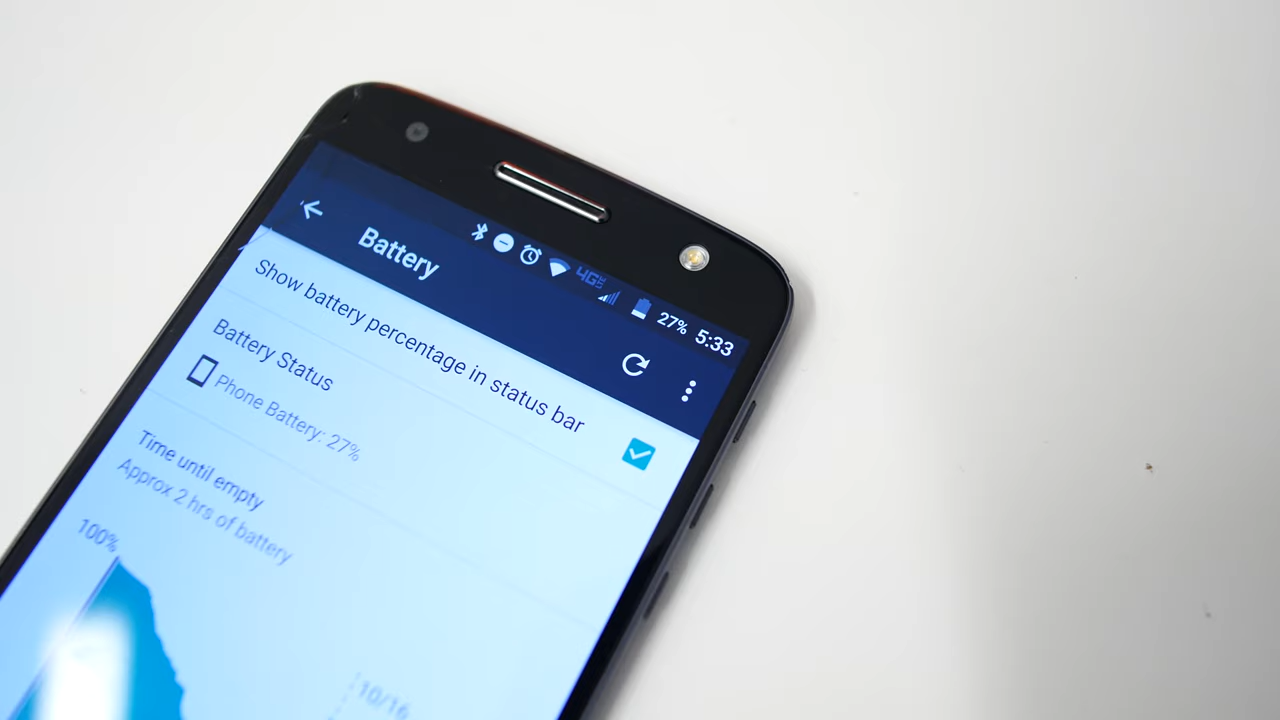 4G
27% 5:33
Battery
Show battery percentage in status bar
Battery Status
Phone Battery: 27%
Time until empty
Approx 2 hrs of battery
100%
10/16